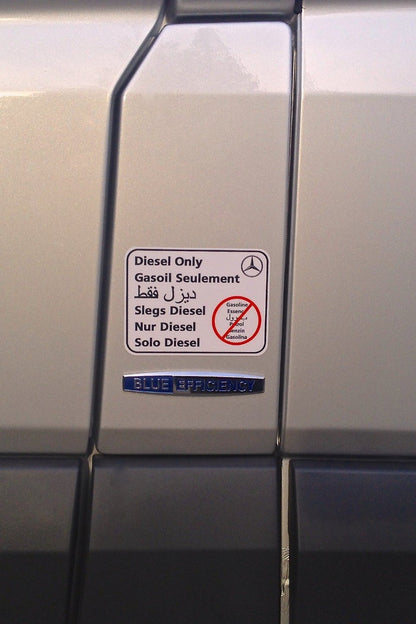 Diesel Only
Gasoil Seulement
ديزل فقط
Slegs Diesel
Nur Diesel
Solo Diesel
Gasoline
Essence
Petrol
Benzin
Gasolina
BLUE EFFICIENCY